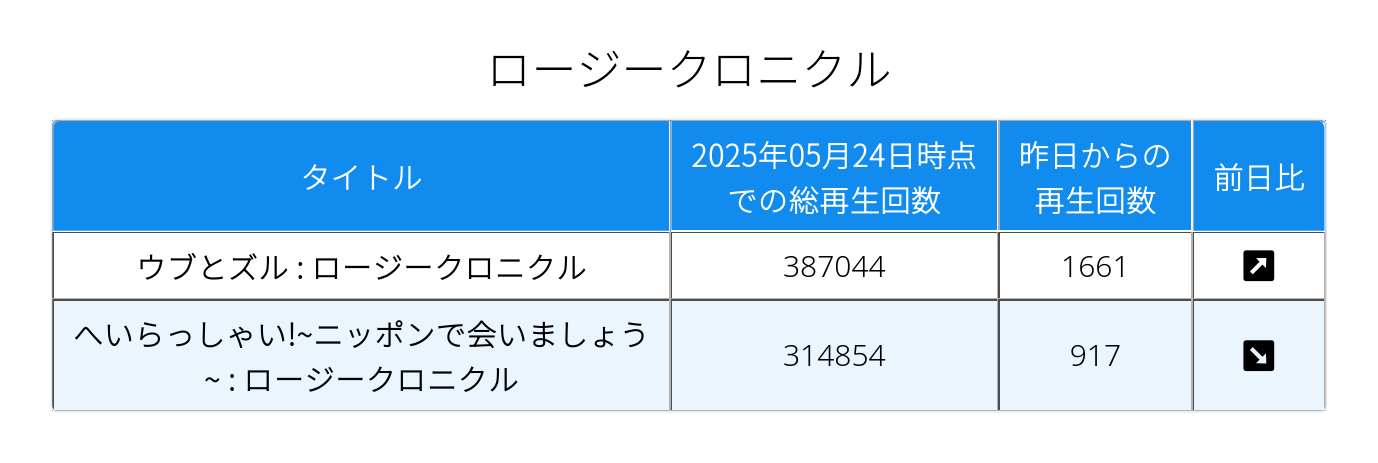 ロージークロニクル
タイトル
2025年05月24日時点
での総再生回数
昨日からの
再生回数
前日比
ウブとズル : ロージークロニクル
387044
1661
へいらっしゃい!~ニッポンで会いましょう
~ : ロージークロニクル
314854
917